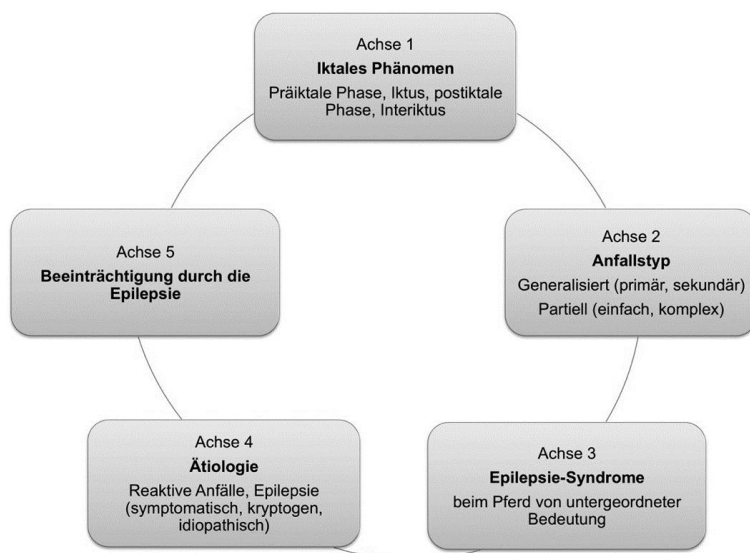 Achse 1
Iktales Phänomen
Präiktale Phase, Iktus, postiktale
Phase, Interiktus
Achse 2
Anfallstyp
Generalisiert (primär, sekundär)
Partiell (einfach, komplex)
Achse 3
Epilepsie-Syndrome
beim Pferd von untergeordneter
Bedeutung
Achse 4
Ätiologie
Reaktive Anfälle, Epilepsie
(symptomatisch, kryptogen,
idiopathisch)
Achse 5
Beeinträchtigung durch die
Epilepsie